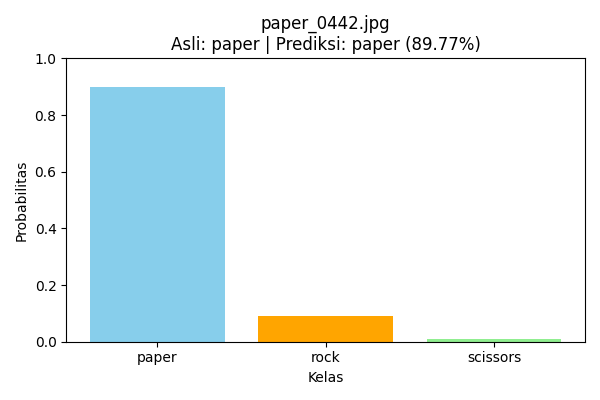 paper_0442.jpg
Asli: paper | Prediksi: paper (89.77%)
1.0
0.8
0.6
0.4
0.2
0.0
Probabilitas
paper rock scissors
Kelas